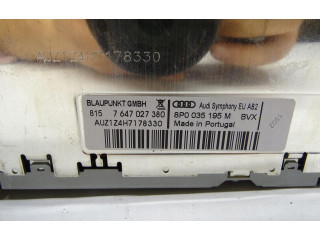 AUZ1Z4H7178330
BLAUPUNKT GMBH
815 7 647 027 380
AUZ1Z4H7178330
Audi Symphony EU AB2
8P0 035 195 M BVX
Made in Portugal